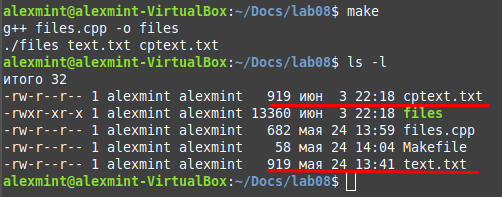 alexmint@alexmint-VirtualBox:~/Docs/lab08$ make
g++ files.cpp -o files
./files text.txt cptext.txt
alexmint@alexmint-VirtualBox:~/Docs/lab08$ ls -l
итого 32
-rw-r--r-- 1 alexmint alexmint   919 июн  3 22:18 cptext.txt
-rwxr-xr-x 1 alexmint alexmint 13360 июн  3 22:18 files
-rw-r--r-- 1 alexmint alexmint   682 мая 24 13:59 files.cpp
-rw-r--r-- 1 alexmint alexmint    58 мая 24 14:04 Makefile
-rw-r--r-- 1 alexmint alexmint   919 мая 24 13:41 text.txt
alexmint@alexmint-VirtualBox:~/Docs/lab08$